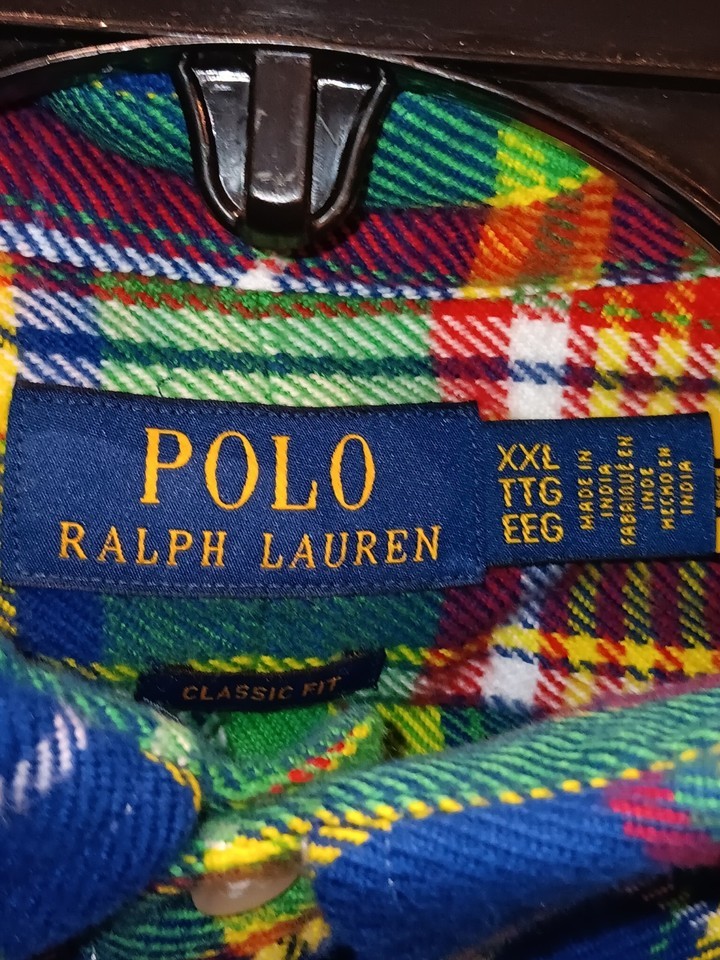 POLO
RALPH LAUREN
XXL
TTG
EEG
MADE IN
INDIA
FABRIQUÉ EN
INDE
HECHO EN
INDIA
CLASSIC FIT